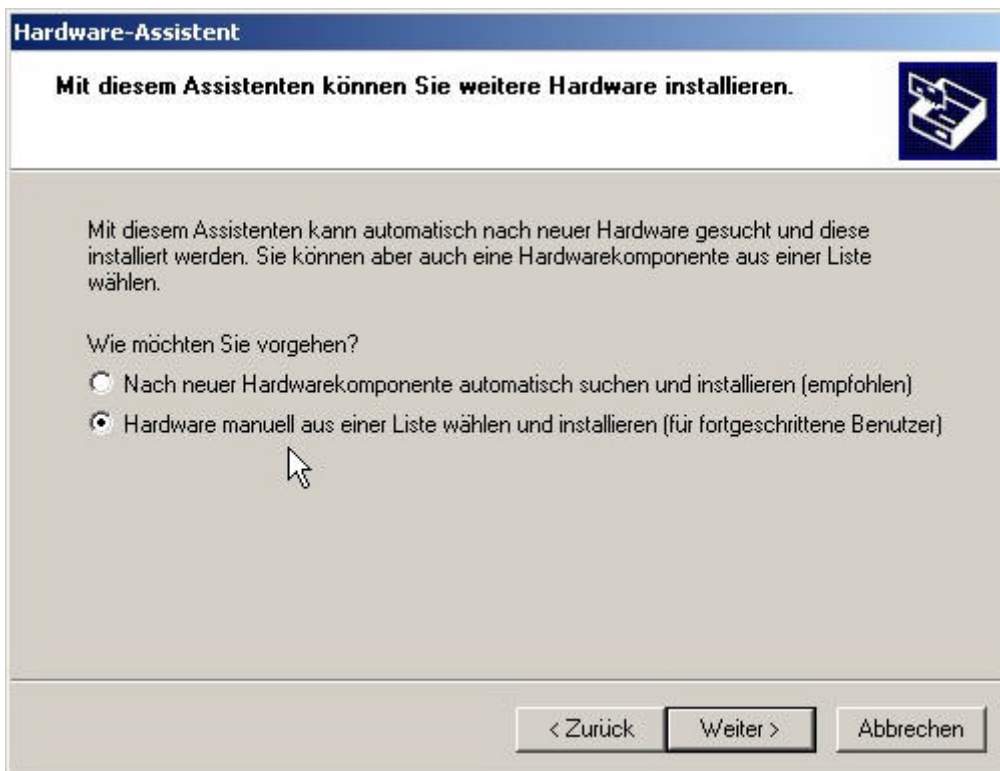 Hardware-Assistent
Mit diesem Assistenten können Sie weitere Hardware installieren.
Mit diesem Assistenten kann automatisch nach neuer Hardware gesucht und diese
installiert werden. Sie können aber auch eine Hardwarekomponente aus einer Liste
wählen.
Wie möchten Sie vorgehen?
Nach neuer Hardwarekomponente automatisch suchen und installieren (empfohlen)
Hardware manuell aus einer Liste wählen und installieren (für fortgeschrittene Benutzer)
< Zurück Weiter > Abbrechen